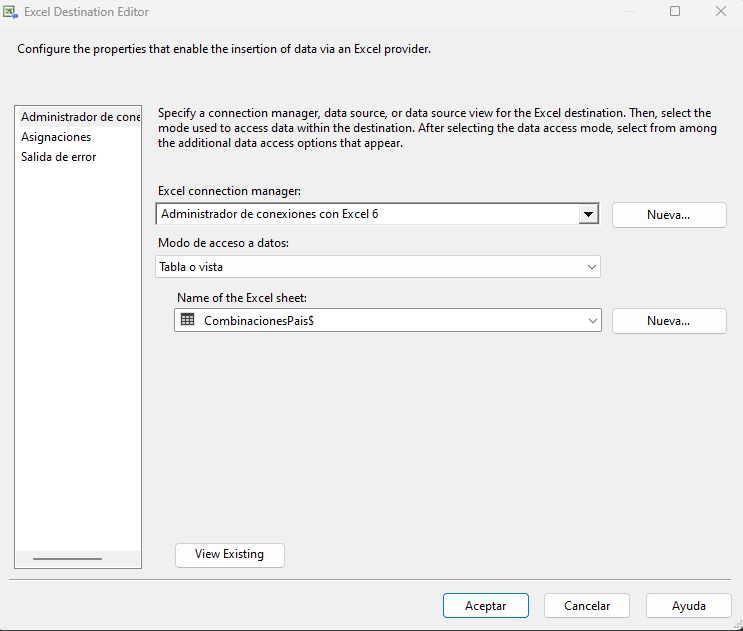 Excel Destination Editor
Configure the properties that enable the insertion of data via an Excel provider.
Administrador de cone
Asignaciones
Salida de error
Specify a connection manager, data source, or data source view for the Excel destination. Then, select the
mode used to access data within the destination. After selecting the data access mode, select from among
the additional data access options that appear.
Excel connection manager:
Administrador de conexiones con Excel 6
Nueva...
Modo de acceso a datos:
Tabla o vista
Name of the Excel sheet:
CombinacionesPais$
Nueva...
View Existing
Aceptar
Cancelar
Ayuda